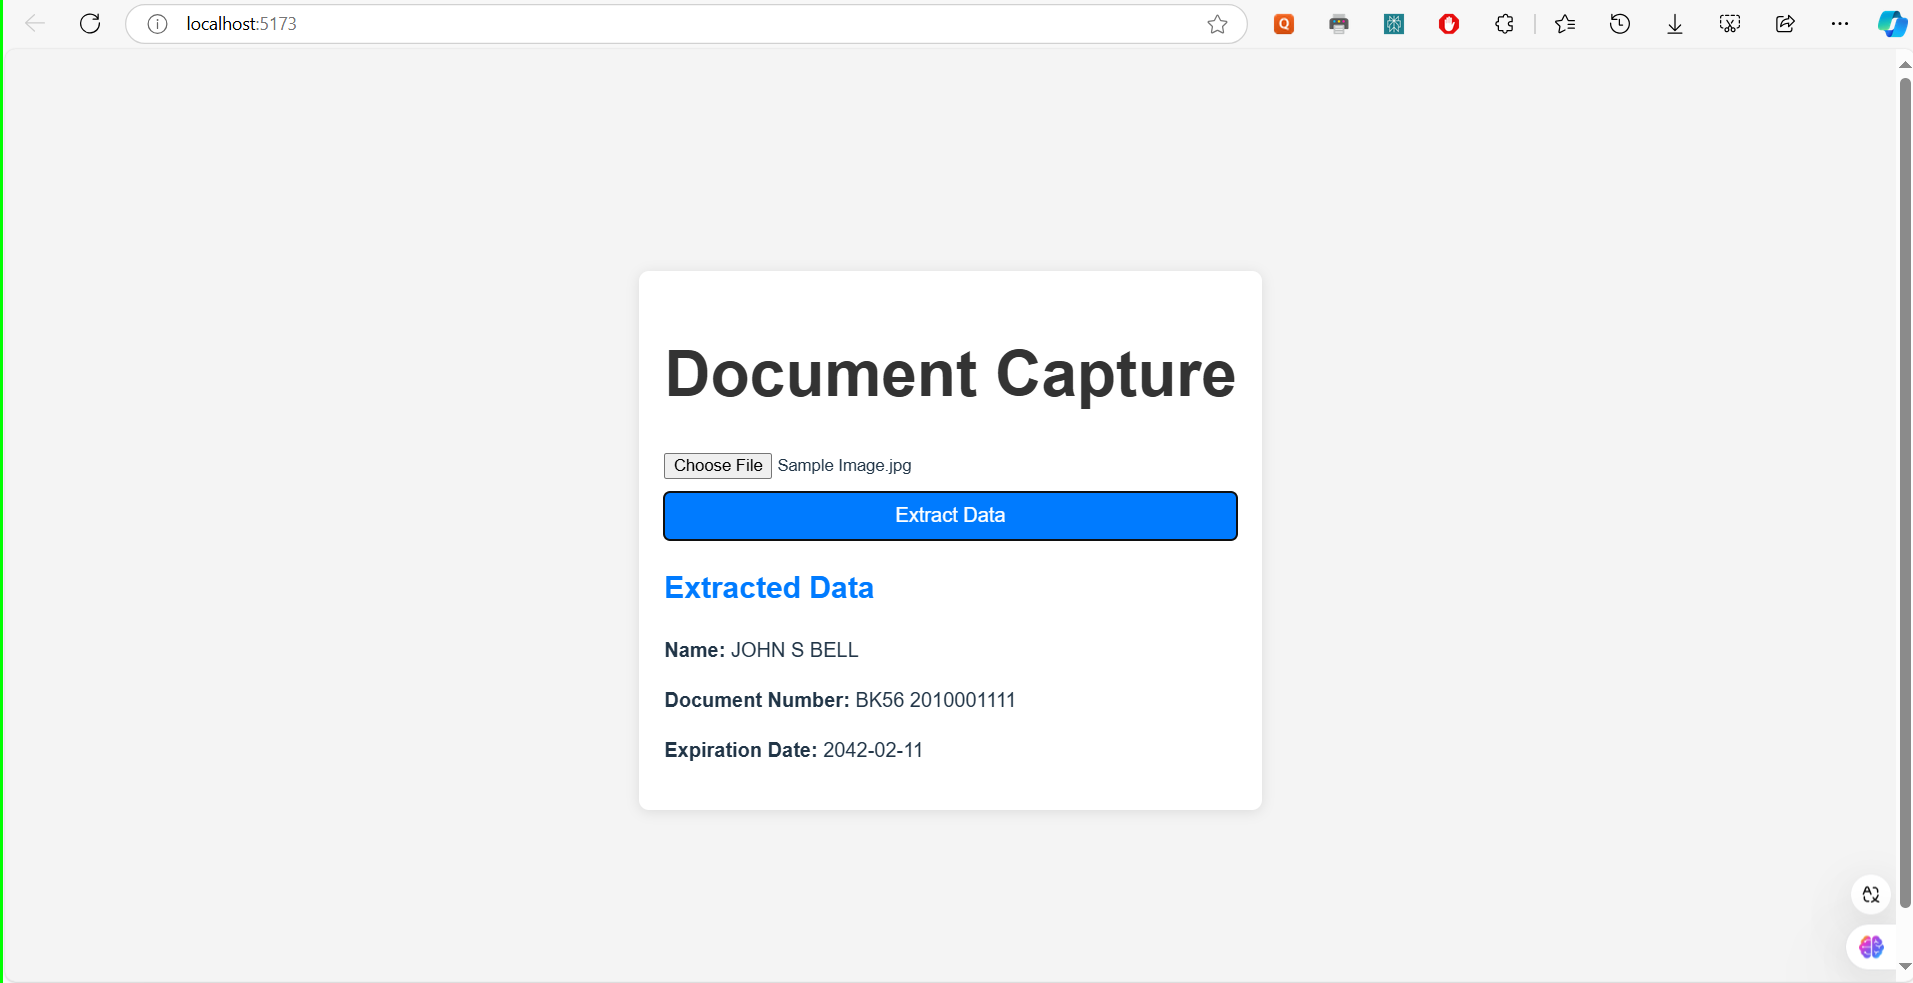 localhost:5173
Document Capture
Choose File Sample Image.jpg
Extract Data
Extracted Data
Name: JOHN S BELL
Document Number: BK56 2010001111
Expiration Date: 2042-02-11